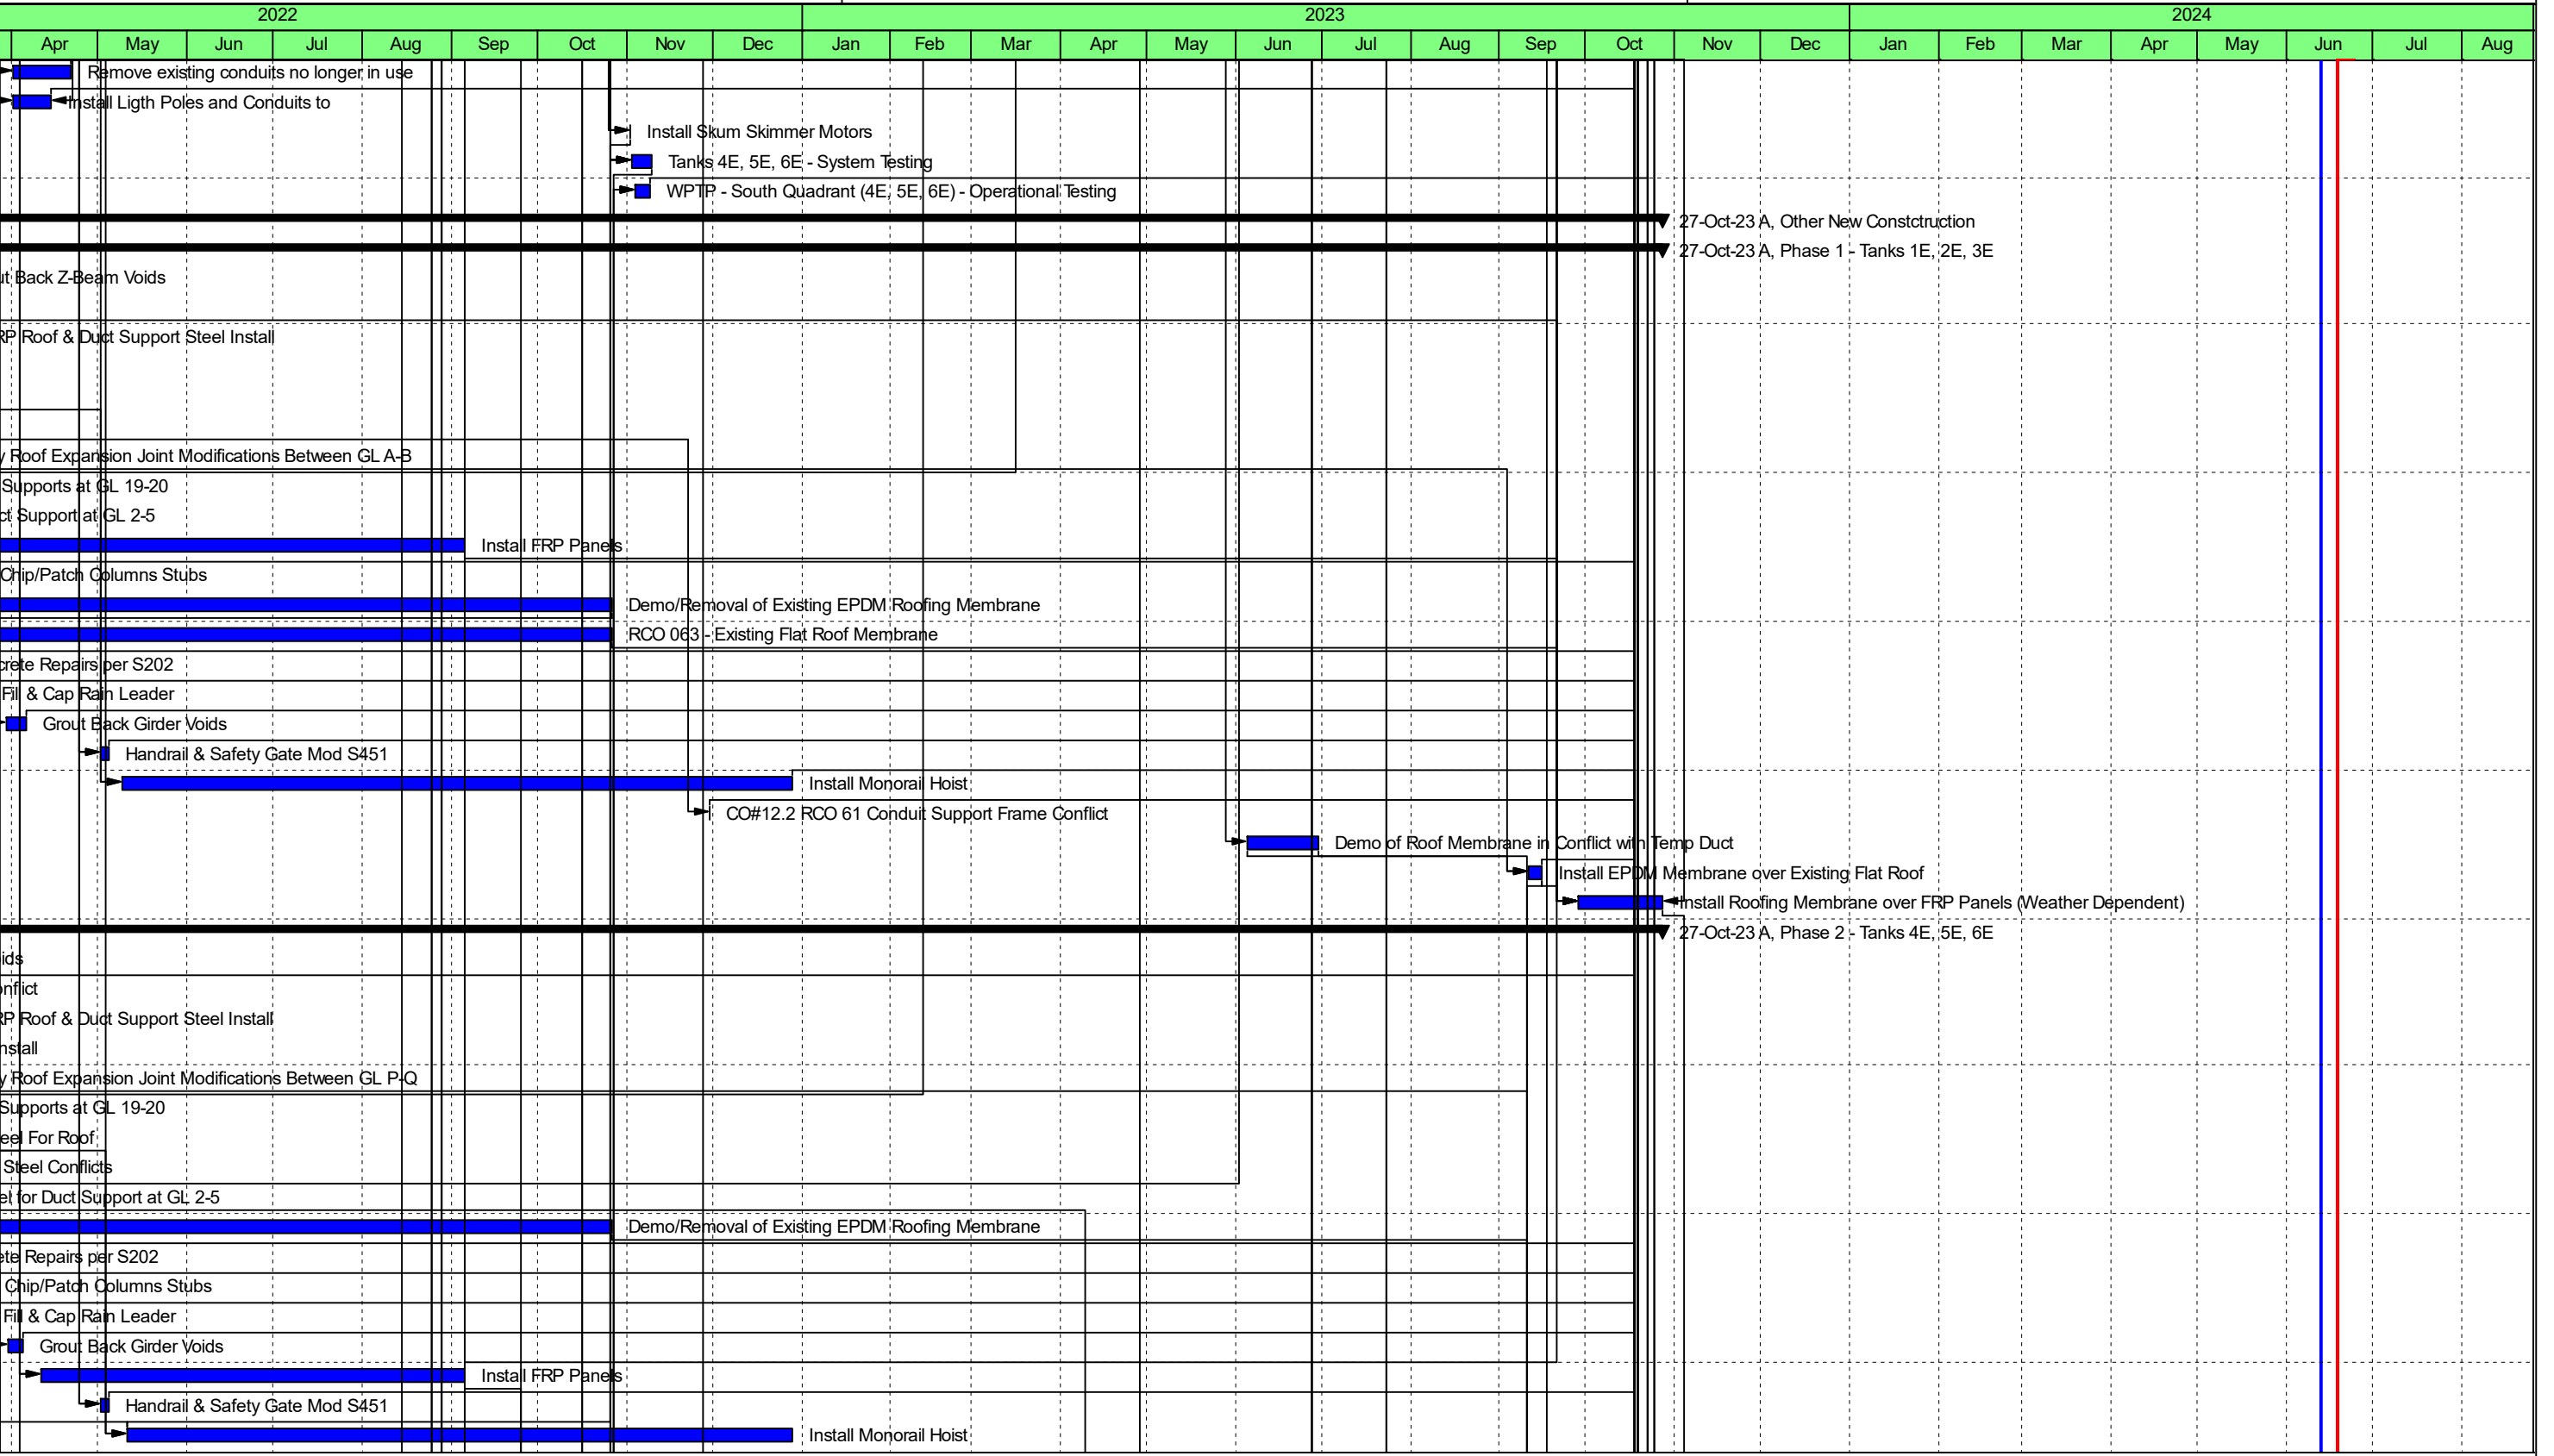 2022 2023 2024
Apr May Jun Jul Aug Sep Oct Nov Dec Jan Feb Mar Apr May Jun Jul Aug Sep Oct Nov Dec Jan Feb Mar Apr May Jun Jul Aug
Remove existing conduits no longer in use
Install Ligth Poles and Conduits to
Install Skum Skimmer Motors
Tanks 4E, 5E, 6E - System Testing
WPTP - South Quadrant (4E, 5E, 6E) - Operational Testing
27-Oct-23 A, Other New Constctruction
27-Oct-23 A, Phase 1 - Tanks 1E, 2E, 3E
ut Back Z-Beam Voids
RP Roof & Duct Support Steel Install
y Roof Expansion Joint Modifications Between GL A-B
Supports at GL 19-20
ct Support at GL 2-5
Install FRP Panels
Chip/Patch Columns Stubs
Demo/Removal of Existing EPDM Roofing Membrane
RCO 063 - Existing Flat Roof Membrane
crete Repairs per S202
Fill & Cap Rain Leader
Grout Back Girder Voids
Handrail & Safety Gate Mod S451
Install Monorail Hoist
CO#12.2 RCO 61 Conduit Support Frame Conflict
Demo of Roof Membrane in Conflict with Temp Duct
Install EPDM Membrane over Existing Flat Roof
Install Roofing Membrane over FRP Panels (Weather Dependent)
27-Oct-23 A, Phase 2 - Tanks 4E, 5E, 6E
ids
onflict
RP Roof & Duct Support Steel Install
nstall
y Roof Expansion Joint Modifications Between GL P-Q
Supports at GL 19-20
eel For Roof
Steel Conflicts
el for Duct Support at GL 2-5
Demo/Removal of Existing EPDM Roofing Membrane
ete Repairs per S202
Chip/Patch Columns Stubs
Fill & Cap Rain Leader
Grout Back Girder Voids
Install FRP Panels
Handrail & Safety Gate Mod S451
Install Monorail Hoist